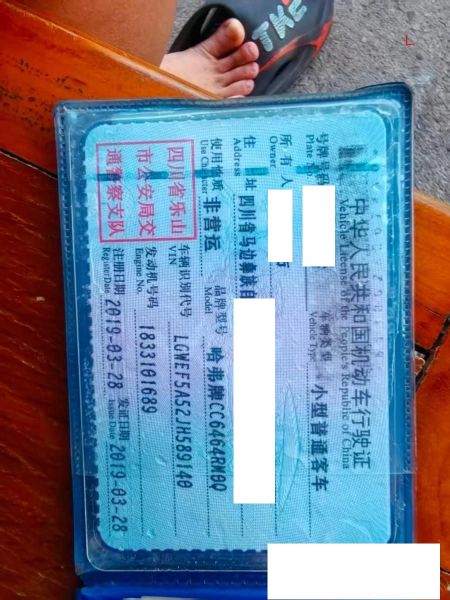 中华人民共和国机动车行驶证
Vehicle License of the People's Republic of China
号牌号码
Plate No.
车辆类型 小型普通客车
Vehicle Type
所有人
Owner
住 址 四川省马边彝族自
Address
使用性质 非营运
Use Character
品牌型号 哈弗牌CC6464RM0Q
Model
四川省乐山
市公安局交
通警察支队
车辆识别代号 LGWEF5A52JH589140
VIN
发动机号码 1833101689
Engine No.
注册日期 2019-03-28
Register Date
发证日期 2019-03-28
Issue Date
TKC
L